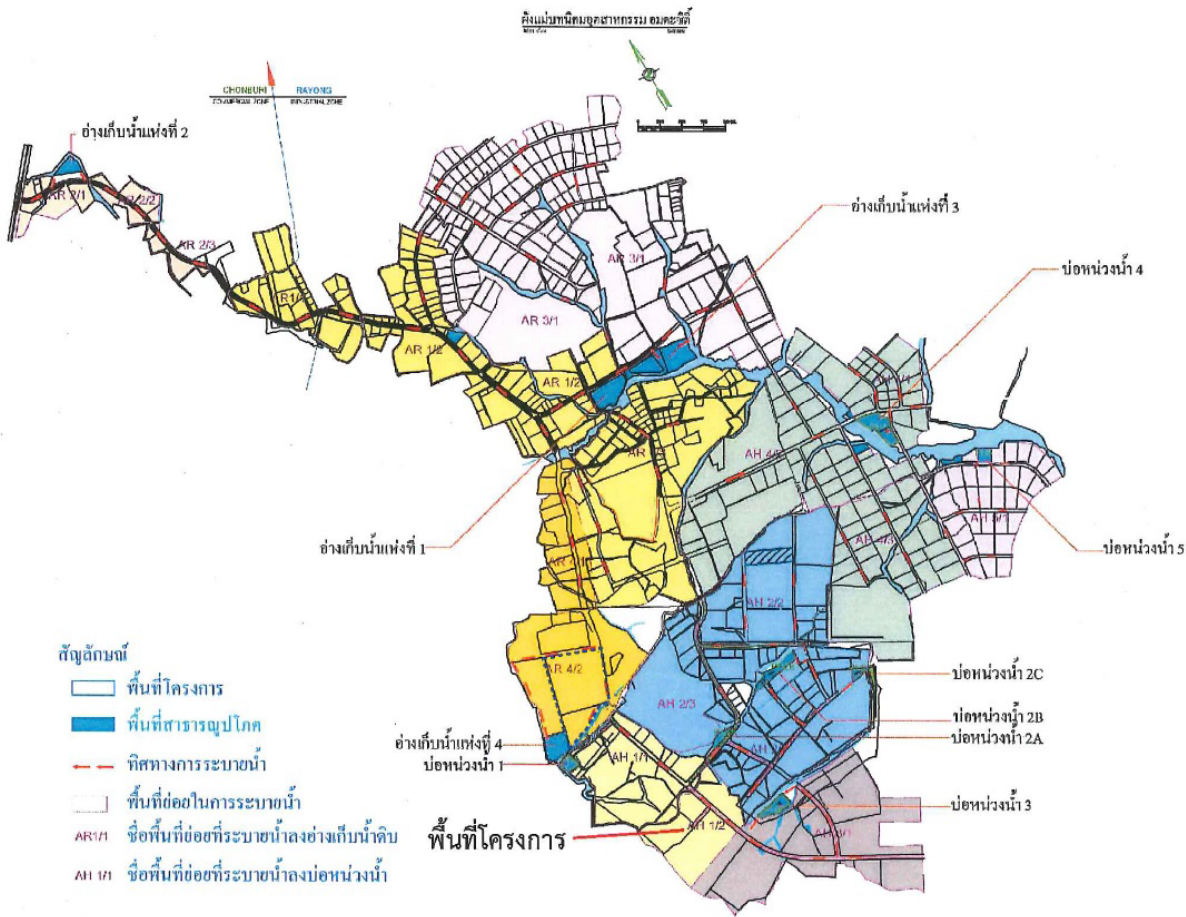 ผังแม่บทนิคมอุตสาหกรรม อมตะซิตี้
CHONBURI RAYONG
COMMERCIAL ZONE INDUSTRIAL ZONE
อ่างเก็บน้ำแห่งที่ 2
อ่างเก็บน้ำแห่งที่ 3
บ่อหน่วงน้ำ 4
AR 2/1
AR 2/2
AR 2/3
AR 3/1
AR 3/1
AR 1/2
AR 1/2
AH 4/3
อ่างเก็บน้ำแห่งที่ 1
บ่อหน่วงน้ำ 5
AH 2/2
AR 4/2
AH 2/3
บ่อหน่วงน้ำ 2C
บ่อหน่วงน้ำ 2B
บ่อหน่วงน้ำ 2A
อ่างเก็บน้ำแห่งที่ 4
บ่อหน่วงน้ำ 1
AH 1/1
บ่อหน่วงน้ำ 3
AH 1/2
พื้นที่โครงการ
สัญลักษณ์
พื้นที่โครงการ
พื้นที่สาธารณูปโภค
ทิศทางการระบายน้ำ
พื้นที่ย่อยในการระบายน้ำ
AR1/1 ชื่อพื้นที่ย่อยที่ระบายน้ำลงอ่างเก็บน้ำดิบ
AH 1/1 ชื่อพื้นที่ย่อยที่ระบายน้ำลงบ่อหน่วงน้ำ